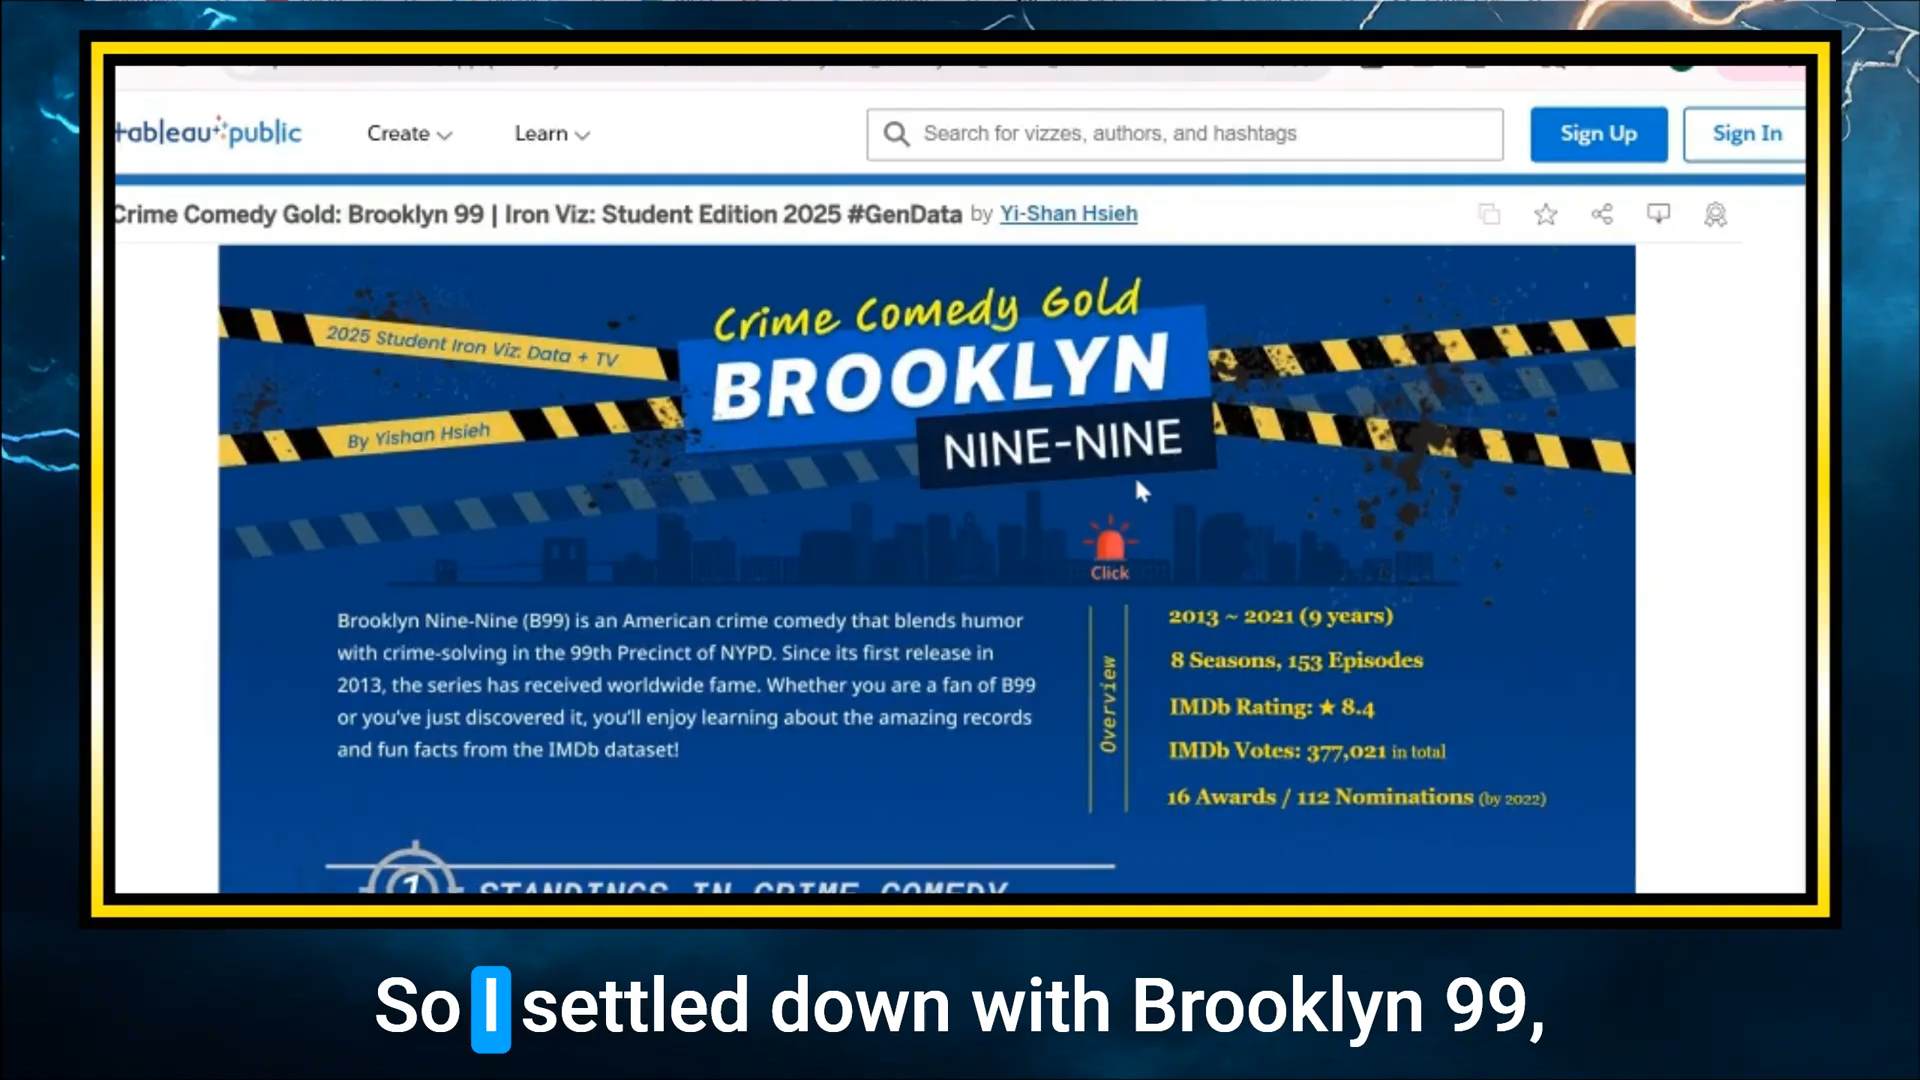 tableau public
Create
Learn
Search for vizzes, authors, and hashtags
Sign Up
Sign In
Crime Comedy Gold: Brooklyn 99 | Iron Viz: Student Edition 2025 #GenData by Yi-Shan Hsieh
Crime Comedy Gold
2025 Student Iron Viz: Data + TV
BROOKLYN
By Yishan Hsieh
NINE-NINE
Click
Brooklyn Nine-Nine (B99) is an American crime comedy that blends humor
with crime-solving in the 99th Precinct of NYPD. Since its first release in
2013, the series has received worldwide fame. Whether you are a fan of B99
or you've just discovered it, you'll enjoy learning about the amazing records
and fun facts from the IMDb dataset!
Overview
2013 ~ 2021 (9 years)
8 Seasons, 153 Episodes
IMDb Rating: ★ 8.4
IMDb Votes: 377,021 in total
16 Awards / 112 Nominations (by 2022)
1 STANDINGS IN CRIME COMEDY
So I settled down with Brooklyn 99,